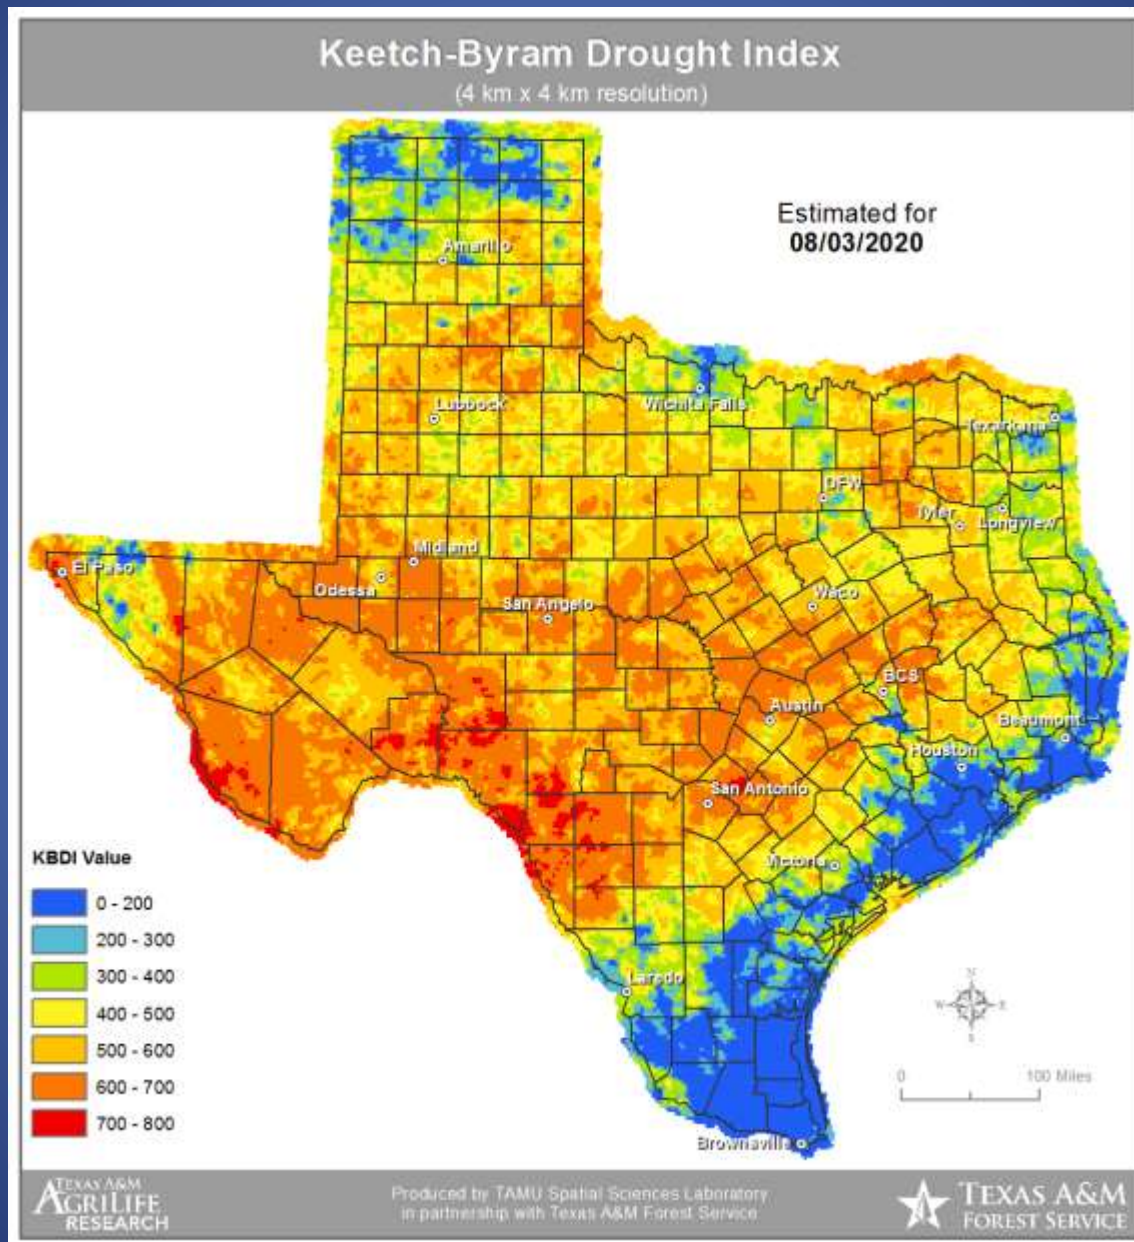 Keetch-Byram Drought Index
(4 km x 4 km resolution)
Estimated for
08/03/2020
Amarillo
Lubbock
Wichita Falls
Texarkana
DFW
Tyler
Longview
El Paso
Midland
Odessa
San Angelo
Waco
BCS
Austin
Beaumont
Houston
San Antonio
Victoria
Laredo
Brownsville
KBDI Value
0 - 200
200 - 300
300 - 400
400 - 500
500 - 600
600 - 700
700 - 800
N
W E
S
0 100 Miles
TEXAS A&M
AGRILIFE
RESEARCH
Produced by TAMU Spatial Sciences Laboratory
in partnership with Texas A&M Forest Service
TEXAS A&M
FOREST SERVICE